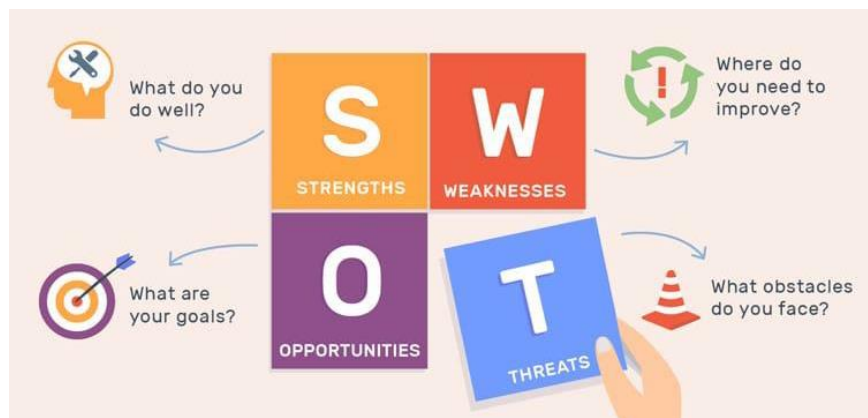 What do you
do well?
S
STRENGTHS
W
WEAKNESSES
Where do
you need to
improve?
What are
your goals?
O
OPPORTUNITIES
T
THREATS
What obstacles
do you face?